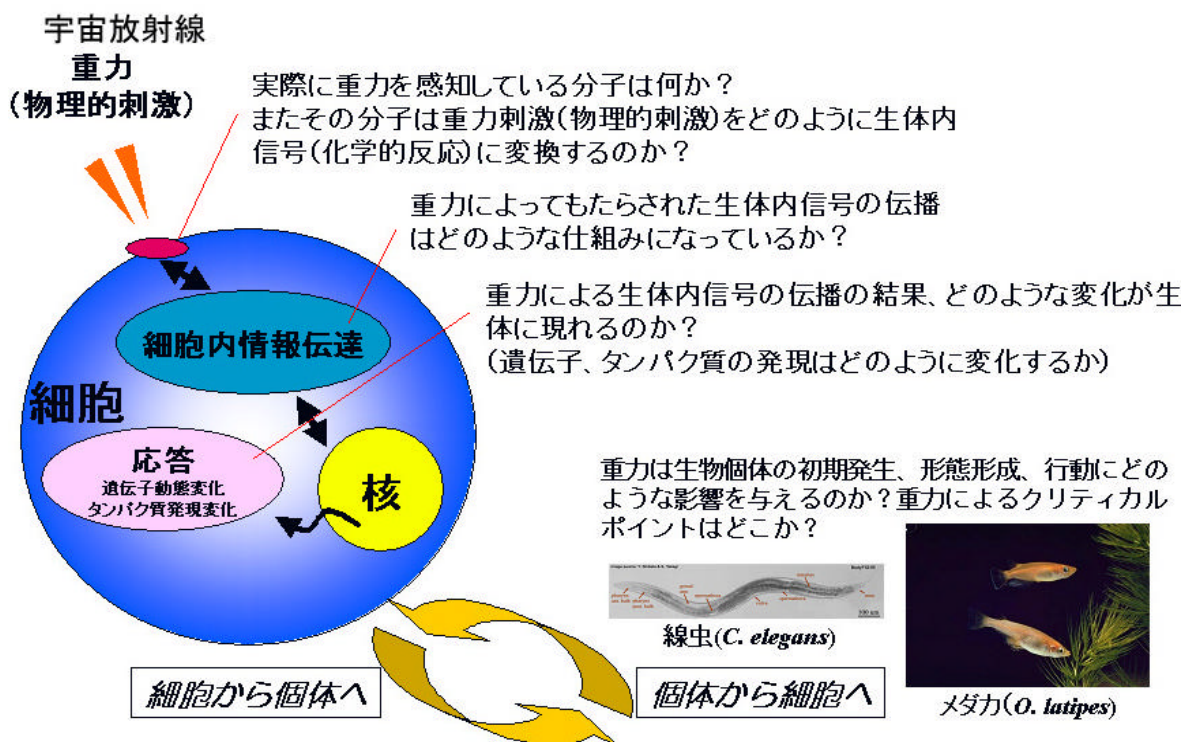 宇宙放射線
重力
(物理的刺激)
実際に重力を感知している分子は何か？
またその分子は重力刺激(物理的刺激)をどのように生体内
信号(化学的反応)に変換するのか？
重力によってもたらされた生体内信号の伝播
はどのような仕組みになっているか？
重力による生体内信号の伝播の結果、どのような変化が生
体に現れるのか？
(遺伝子、タンパク質の発現はどのように変化するか)
細胞内情報伝達
細胞
応答
遺伝子動態変化
タンパク質発現変化
核
重力は生物個体の初期発生、形態形成、行動にどの
ような影響を与えるのか？重力によるクリティカル
ポイントはどこか？
線虫(C. elegans)
メダカ(O. latipes)
細胞から個体へ
個体から細胞へ